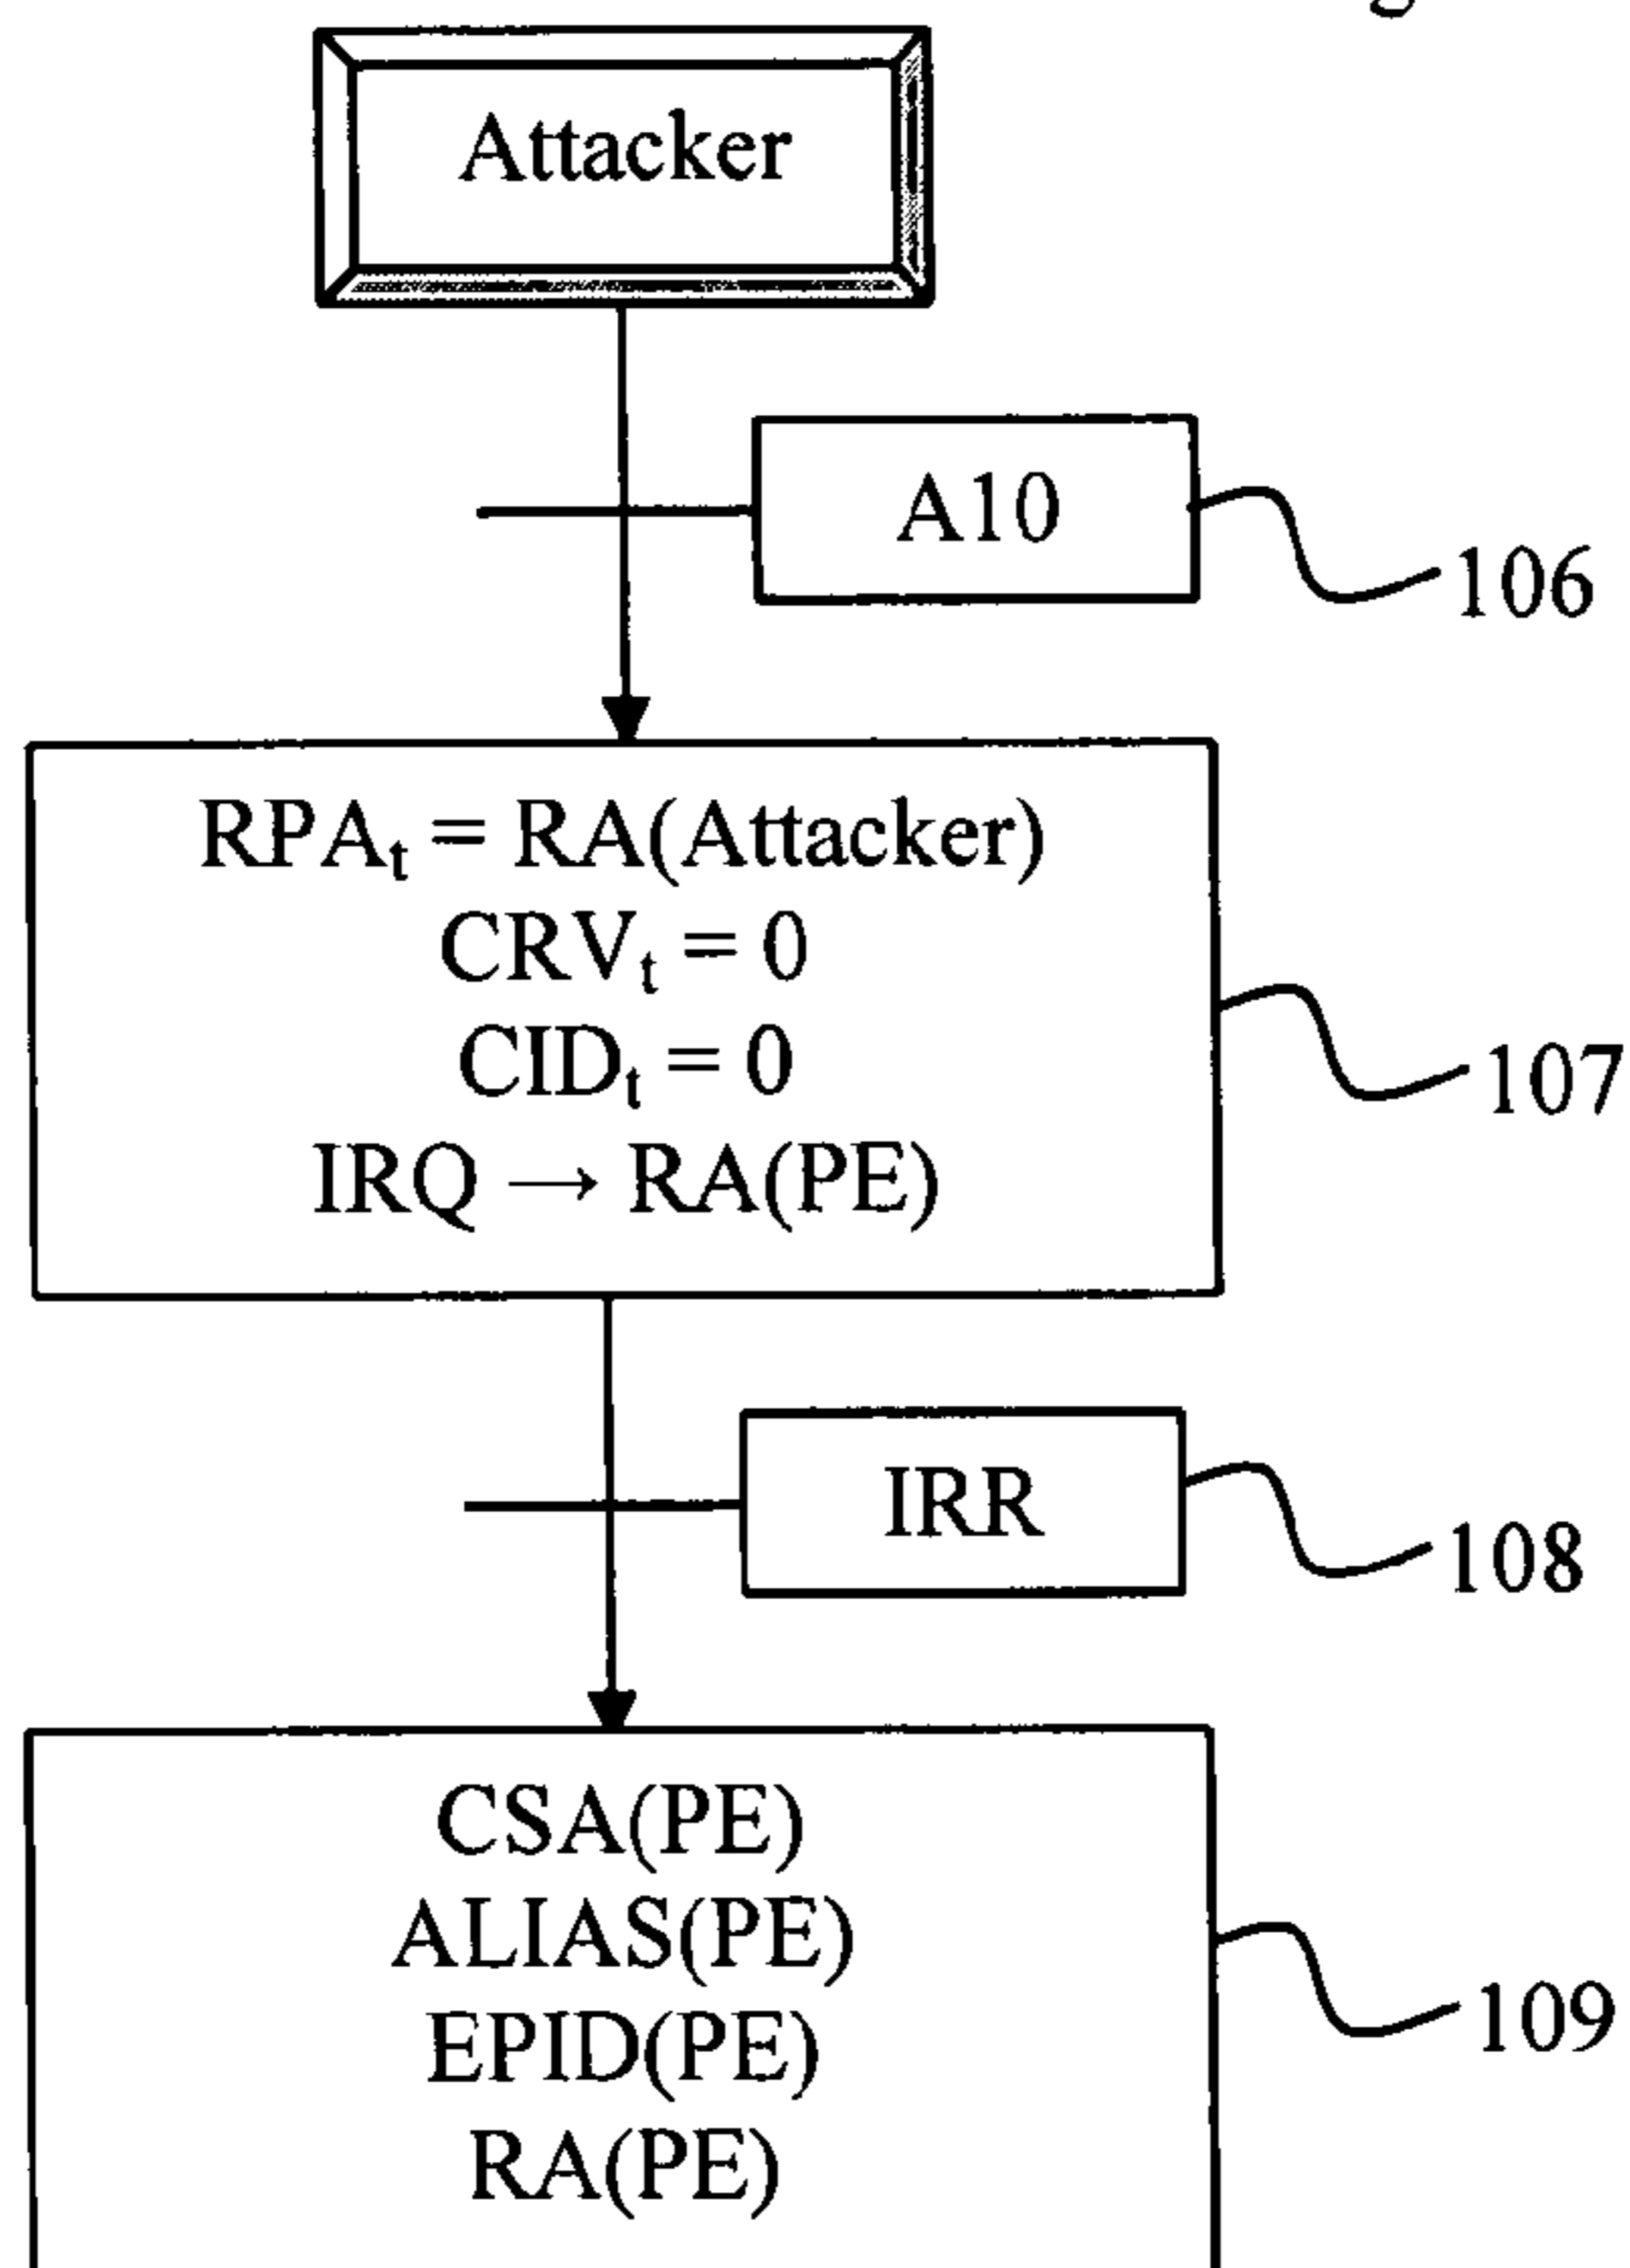 Attacker
A10
106
RPAt = RA(Attacker)
CRVt = 0
CIDt = 0
IRQ → RA(PE)
107
IRR
108
CSA(PE)
ALIAS(PE)
EPID(PE)
RA(PE)
109